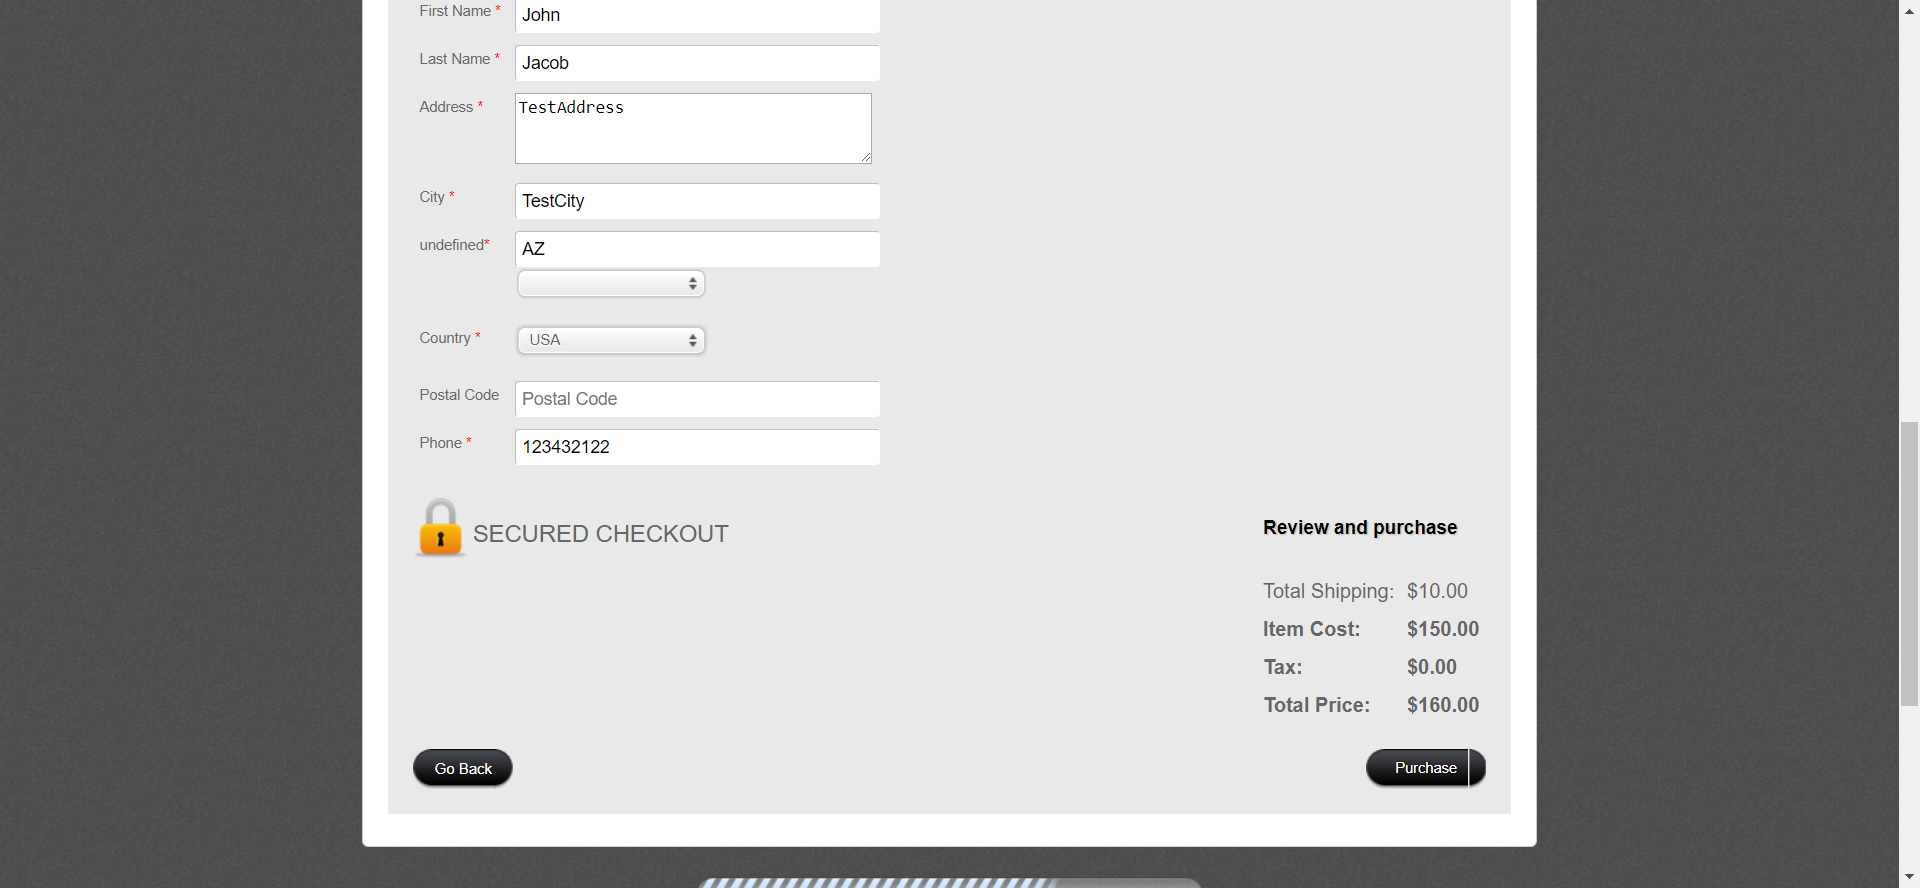 First Name * John
Last Name * Jacob
Address * TestAddress
City * TestCity
undefined* AZ
Country * USA
Postal Code Postal Code
Phone * 123432122
SECURED CHECKOUT
Review and purchase
Total Shipping: $10.00
Item Cost: $150.00
Tax: $0.00
Total Price: $160.00
Go Back
Purchase